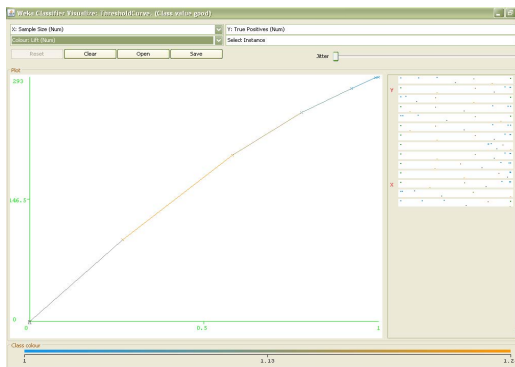 Weka Classifier Visualize: ThresholdCurve. (Class value good)
X: Sample Size (Num)
Y: True Positives (Num)
Colour: Lift (Num)
Select Instance
Reset
Clear
Open
Save
Jitter
Plot
293
146.5
0
0
0.5
1
Y
X
Class colour
1
1.13
1.2